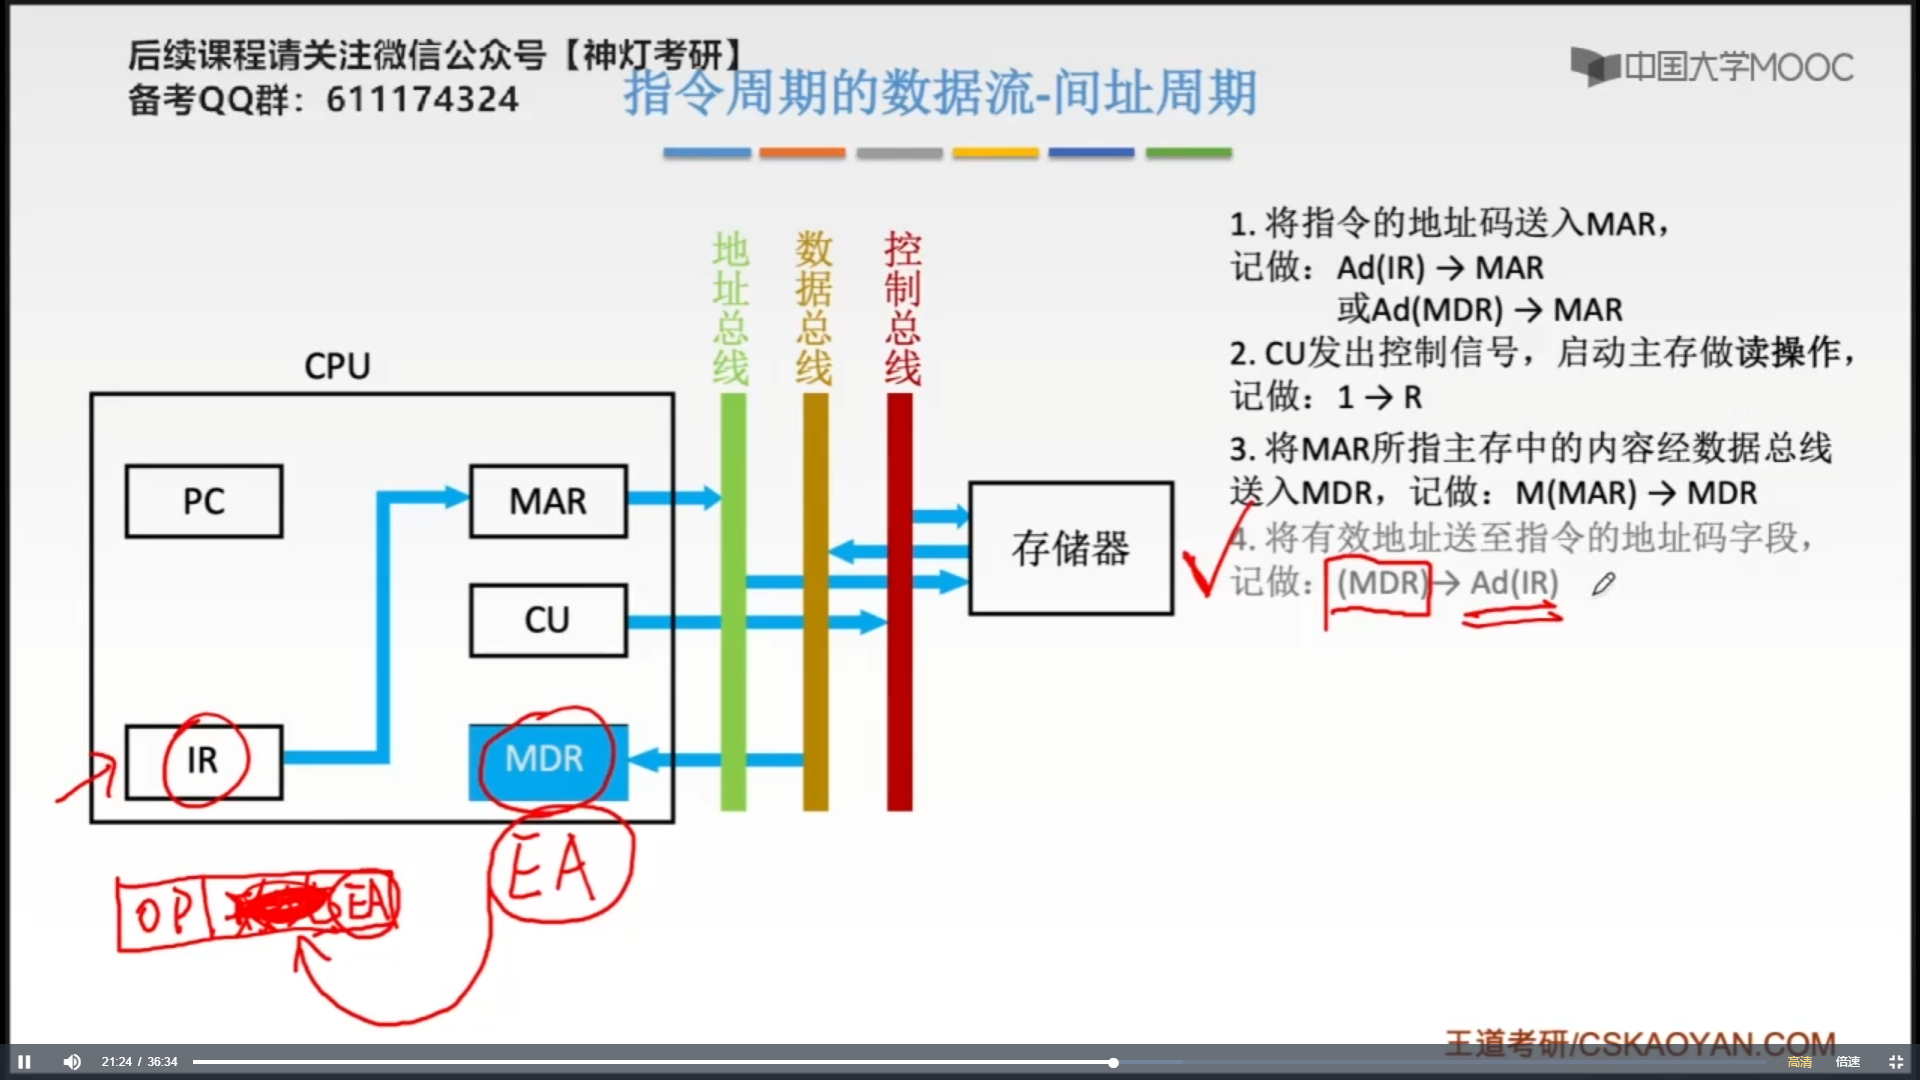 后续课程请关注微信公众号【神灯考研】
备考QQ群：611174324
中国大学MOOC
指令周期的数据流-间址周期
1. 将指令的地址码送入MAR，
记做：Ad(IR) → MAR
或Ad(MDR) → MAR
2. CU发出控制信号，启动主存做读操作，
记做：1 → R
3. 将MAR所指主存中的内容经数据总线
送入MDR，记做：M(MAR) → MDR
4. 将有效地址送至指令的地址码字段，
记做：(MDR)→ Ad(IR)
地址总线
数据总线
控制总线
CPU
PC
MAR
CU
IR
MDR
存储器
EA
OP
EA
王道考研/CSKAOYAN.COM
21:24 / 36:34
高清
倍速